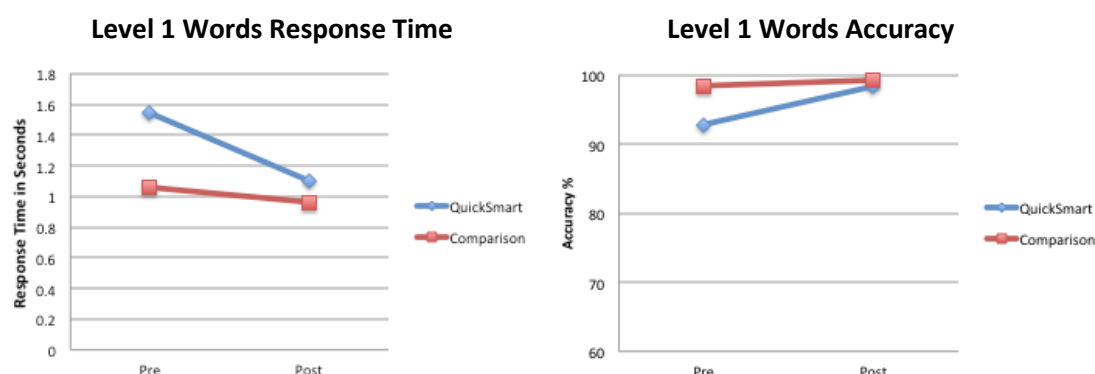 Level 1 Words Response Time
Response Time in Seconds
1.8
1.6
1.4
1.2
1
0.8
0.6
0.4
0.2
0
Pre
Post
QuickSmart
Comparison
Level 1 Words Accuracy
Accuracy %
100
90
80
70
60
Pre
Post
QuickSmart
Comparison